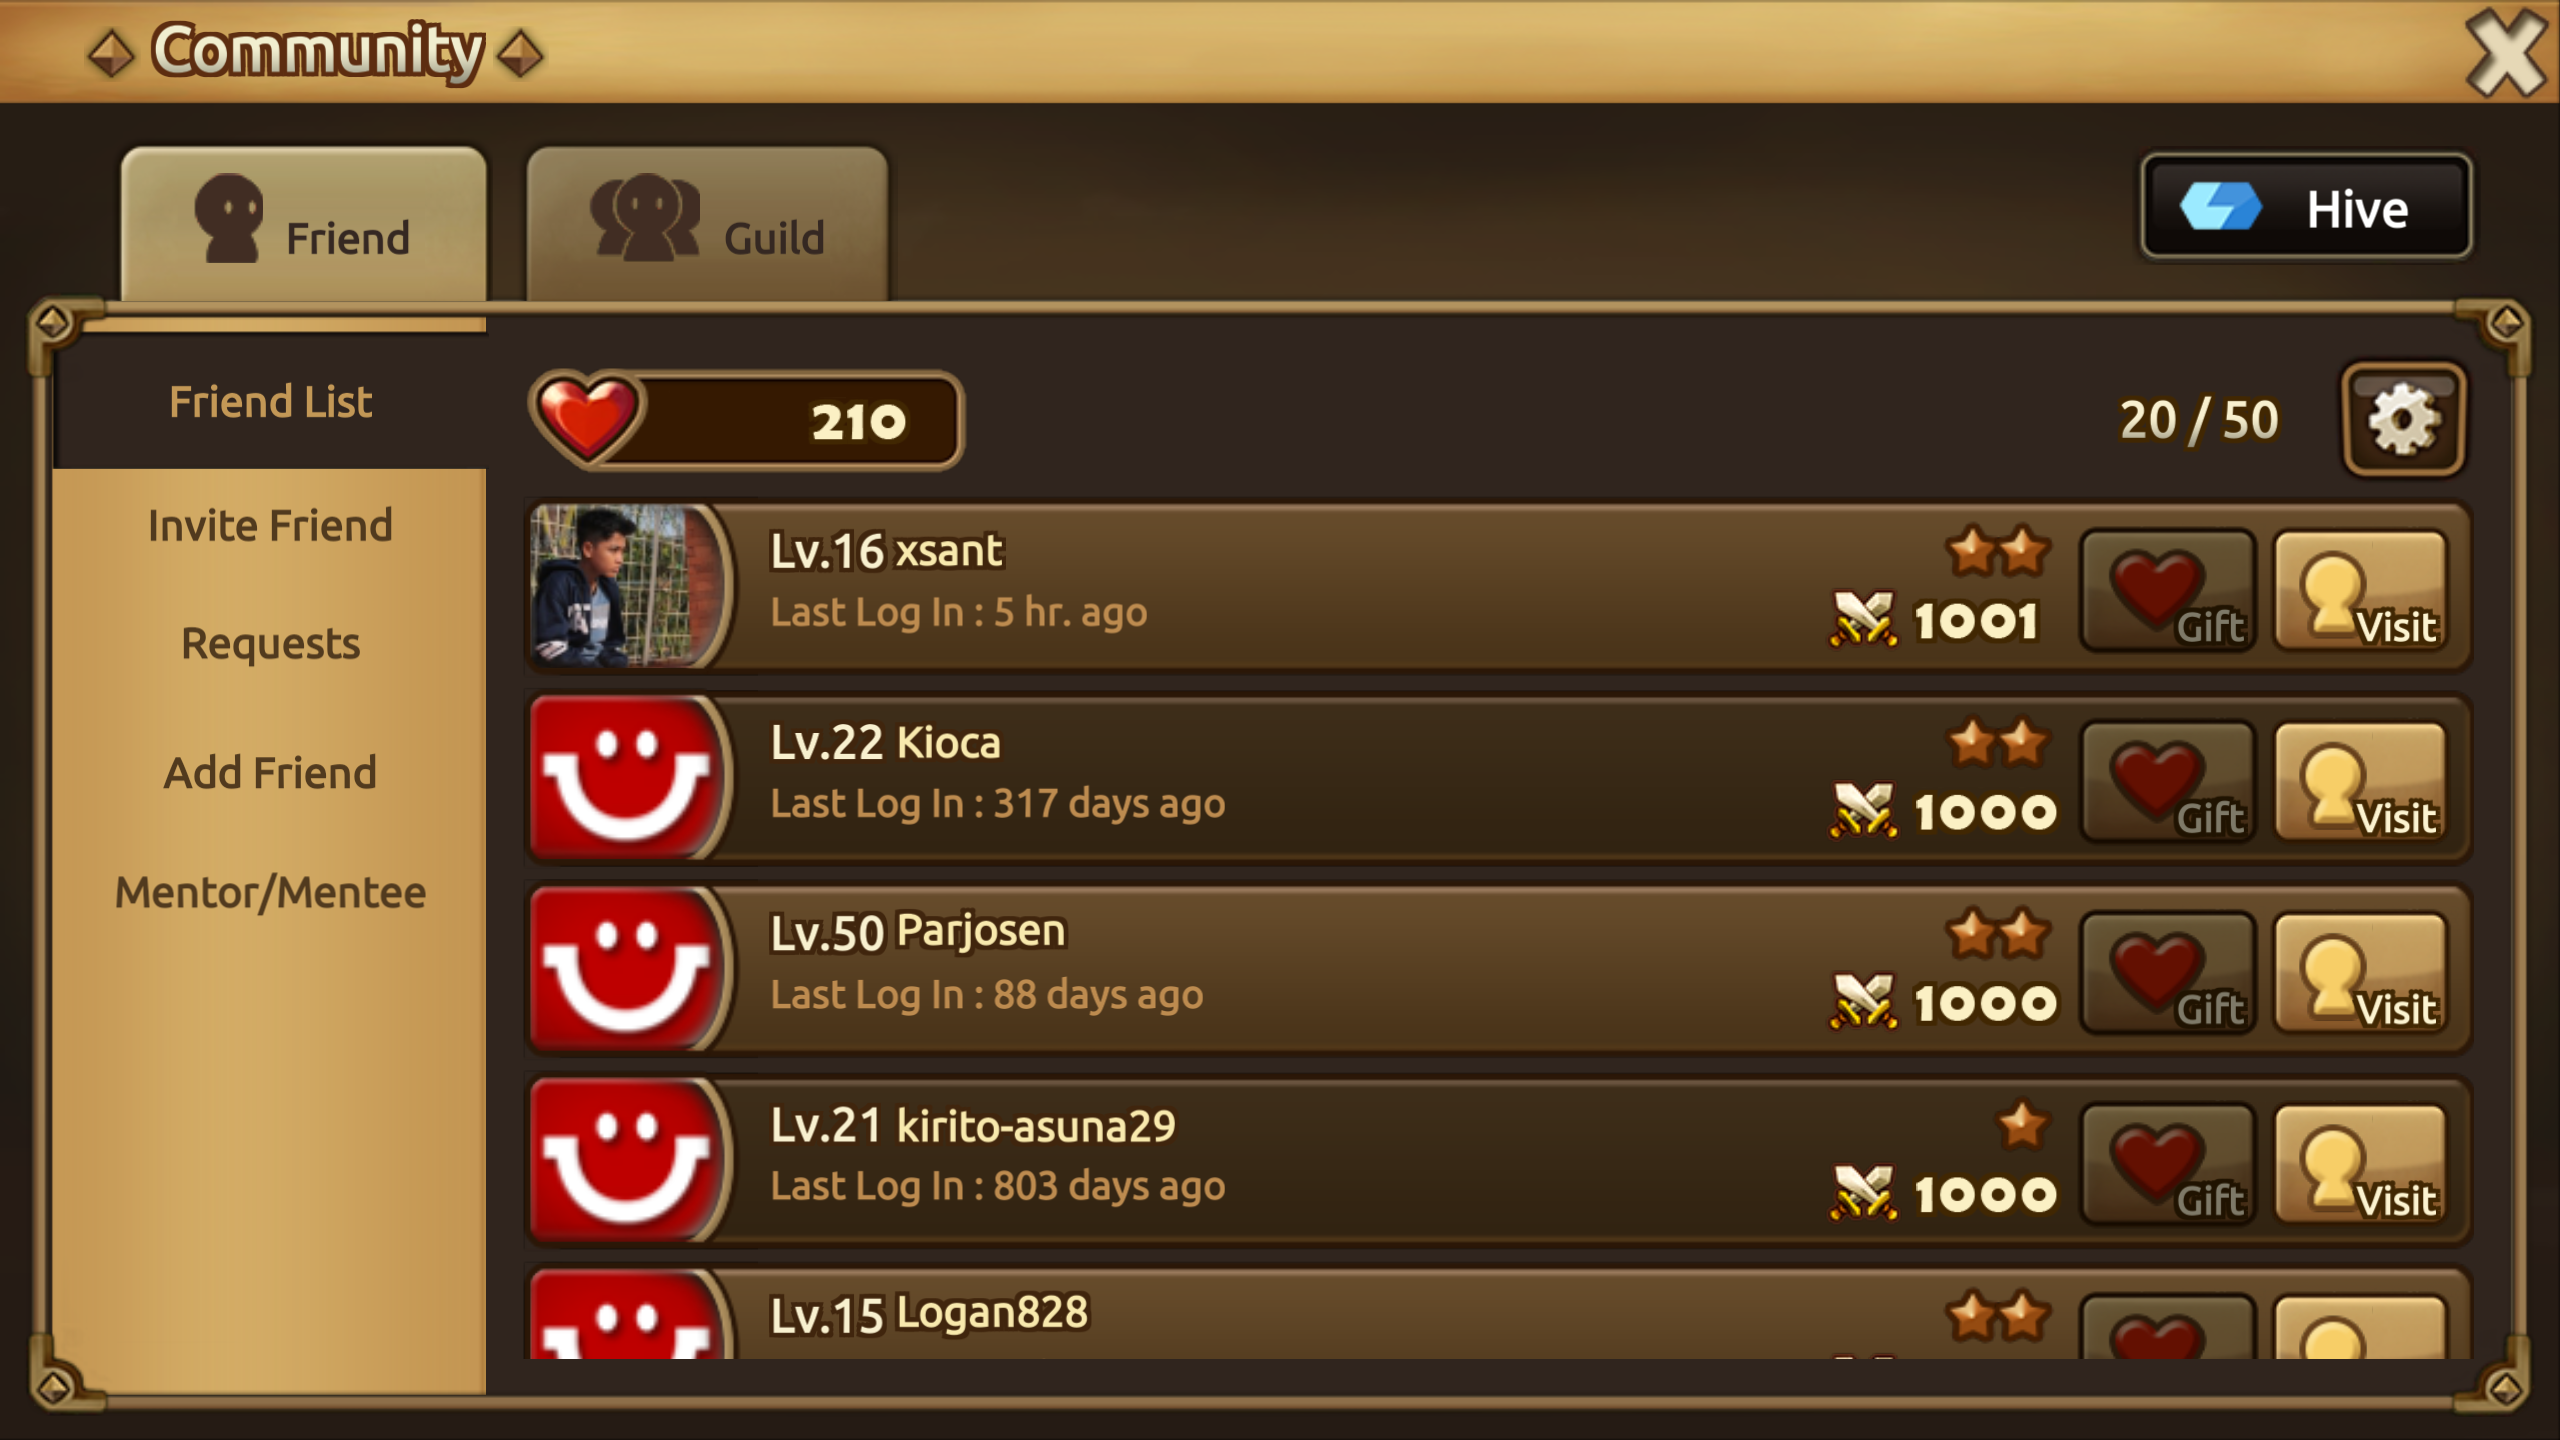 Community
Friend
Guild
Hive
Friend List
Invite Friend
Requests
Add Friend
Mentor/Mentee
210
20 / 50
Lv.16 xsant
Last Log In : 5 hr. ago
1001
Gift
Visit
Lv.22 Kioca
Last Log In : 317 days ago
1000
Gift
Visit
Lv.50 Parjosen
Last Log In : 88 days ago
1000
Gift
Visit
Lv.21 kirito-asuna29
Last Log In : 803 days ago
1000
Gift
Visit
Lv.15 Logan828